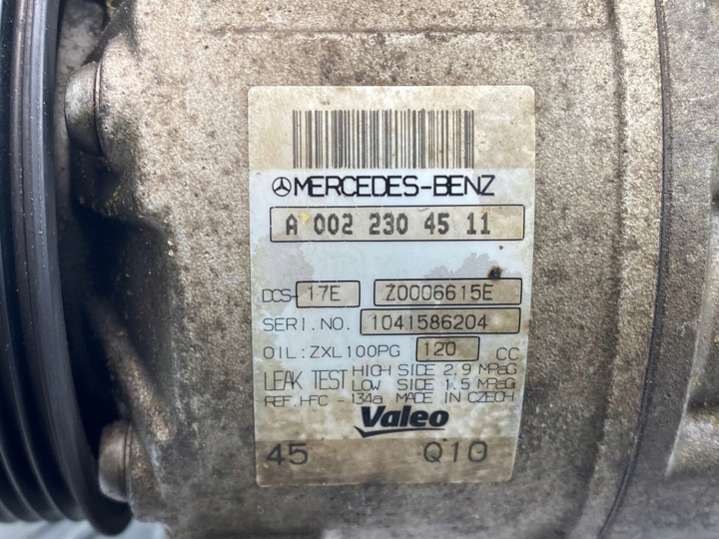 MERCEDES-BENZ
A 002 230 45 11
DCS-17E Z0006615E
SERI.NO. 1041586204
OIL:ZXL100PG 120 CC
LEAK TEST HIGH SIDE 2.9 MPaG
LOW SIDE 1.5 MPaG
REF.HFC-134a MADE IN CZECH
Valeo
45 Q10